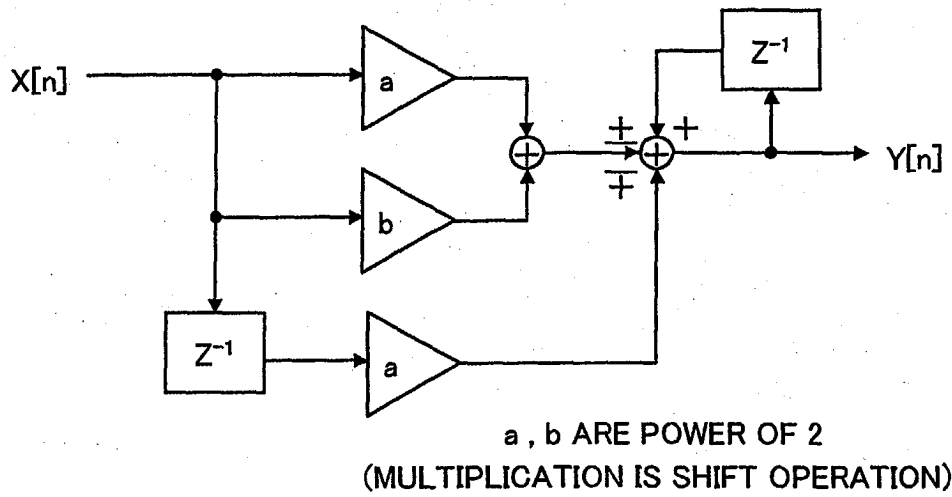 X[n]
a
b
Z⁻¹
a
+
±
∓
+
+
Z⁻¹
Y[n]
a , b ARE POWER OF 2
(MULTIPLICATION IS SHIFT OPERATION)